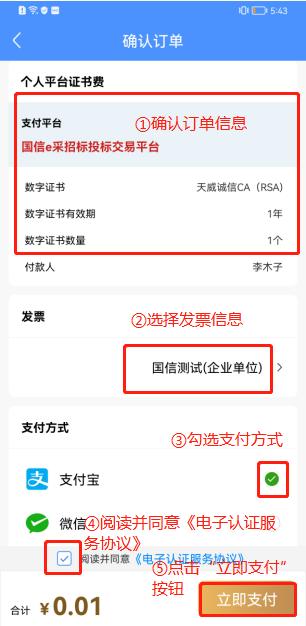 5:43
确认订单
个人平台证书费
支付平台
①确认订单信息
国信e采招标投标交易平台
数字证书 天威诚信CA（RSA）
数字证书有效期 1年
数字证书数量 1个
付款人 李木子
发票
②选择发票信息
国信测试(企业单位)
支付方式
③勾选支付方式
支付宝
微信
④阅读并同意《电子认证服
务协议》
阅读并同意《电子认证服务协议》
⑤点击“立即支付”
按钮
合计 ￥0.01
立即支付